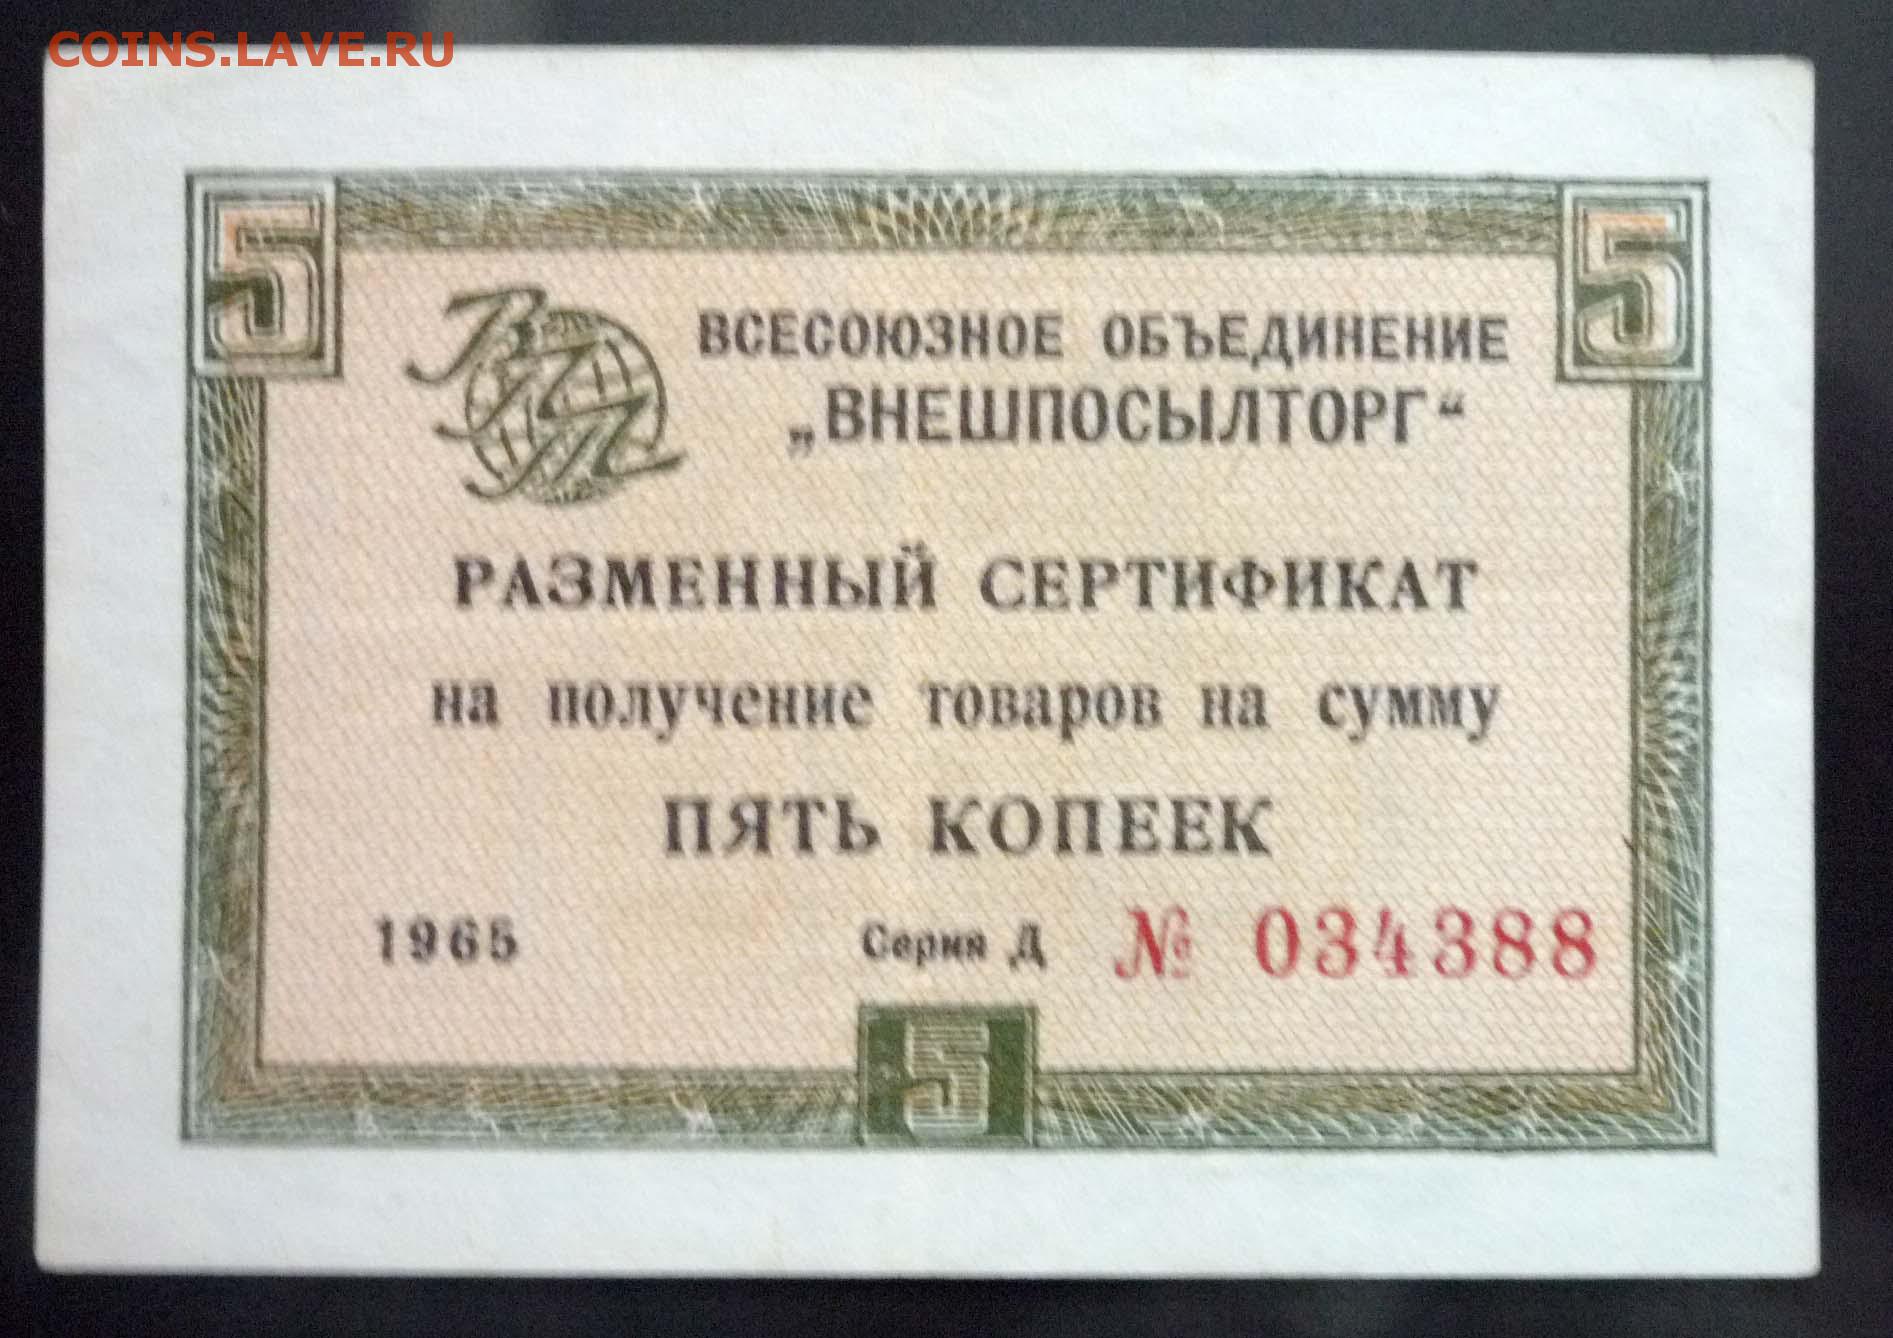 COINS.LAVE.RU
5 5
ВПТ
ВСЕСОЮЗНОЕ ОБЪЕДИНЕНИЕ
„ВНЕШПОСЫЛТОРГ“
РАЗМЕННЫЙ СЕРТИФИКАТ
на получение товаров на сумму
ПЯТЬ КОПЕЕК
1965 Серия Д № 034388
5